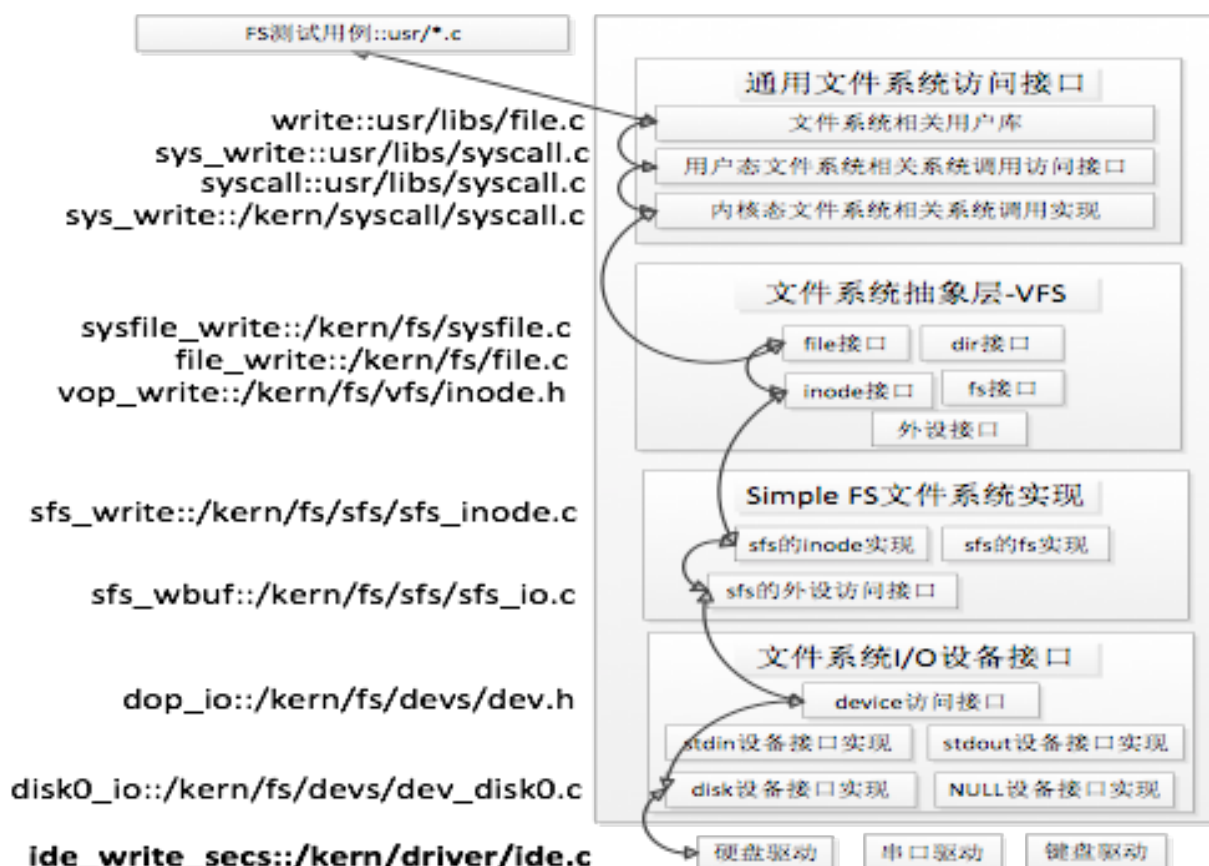 FS测试用例::usr/*.c
通用文件系统访问接口
write::usr/libs/file.c
文件系统相关用户库
sys_write::usr/libs/syscall.c
用户态文件系统相关系统调用访问接口
syscall::usr/libs/syscall.c
sys_write::/kern/syscall/syscall.c
内核态文件系统相关系统调用实现
文件系统抽象层-VFS
sysfile_write::/kern/fs/sysfile.c
file接口
dir接口
file_write::/kern/fs/file.c
vop_write::/kern/fs/vfs/inode.h
inode接口
fs接口
外设接口
Simple FS文件系统实现
sfs_write::/kern/fs/sfs/sfs_inode.c
sfs的inode实现
sfs的fs实现
sfs_wbuf::/kern/fs/sfs/sfs_io.c
sfs的外设访问接口
文件系统I/O设备接口
dop_io::/kern/fs/devs/dev.h
device访问接口
stdin设备接口实现
stdout设备接口实现
disk0_io::/kern/fs/devs/dev_disk0.c
disk设备接口实现
NULL设备接口实现
ide_write_secs::/kern/driver/ide.c
硬盘驱动
串口驱动
键盘驱动